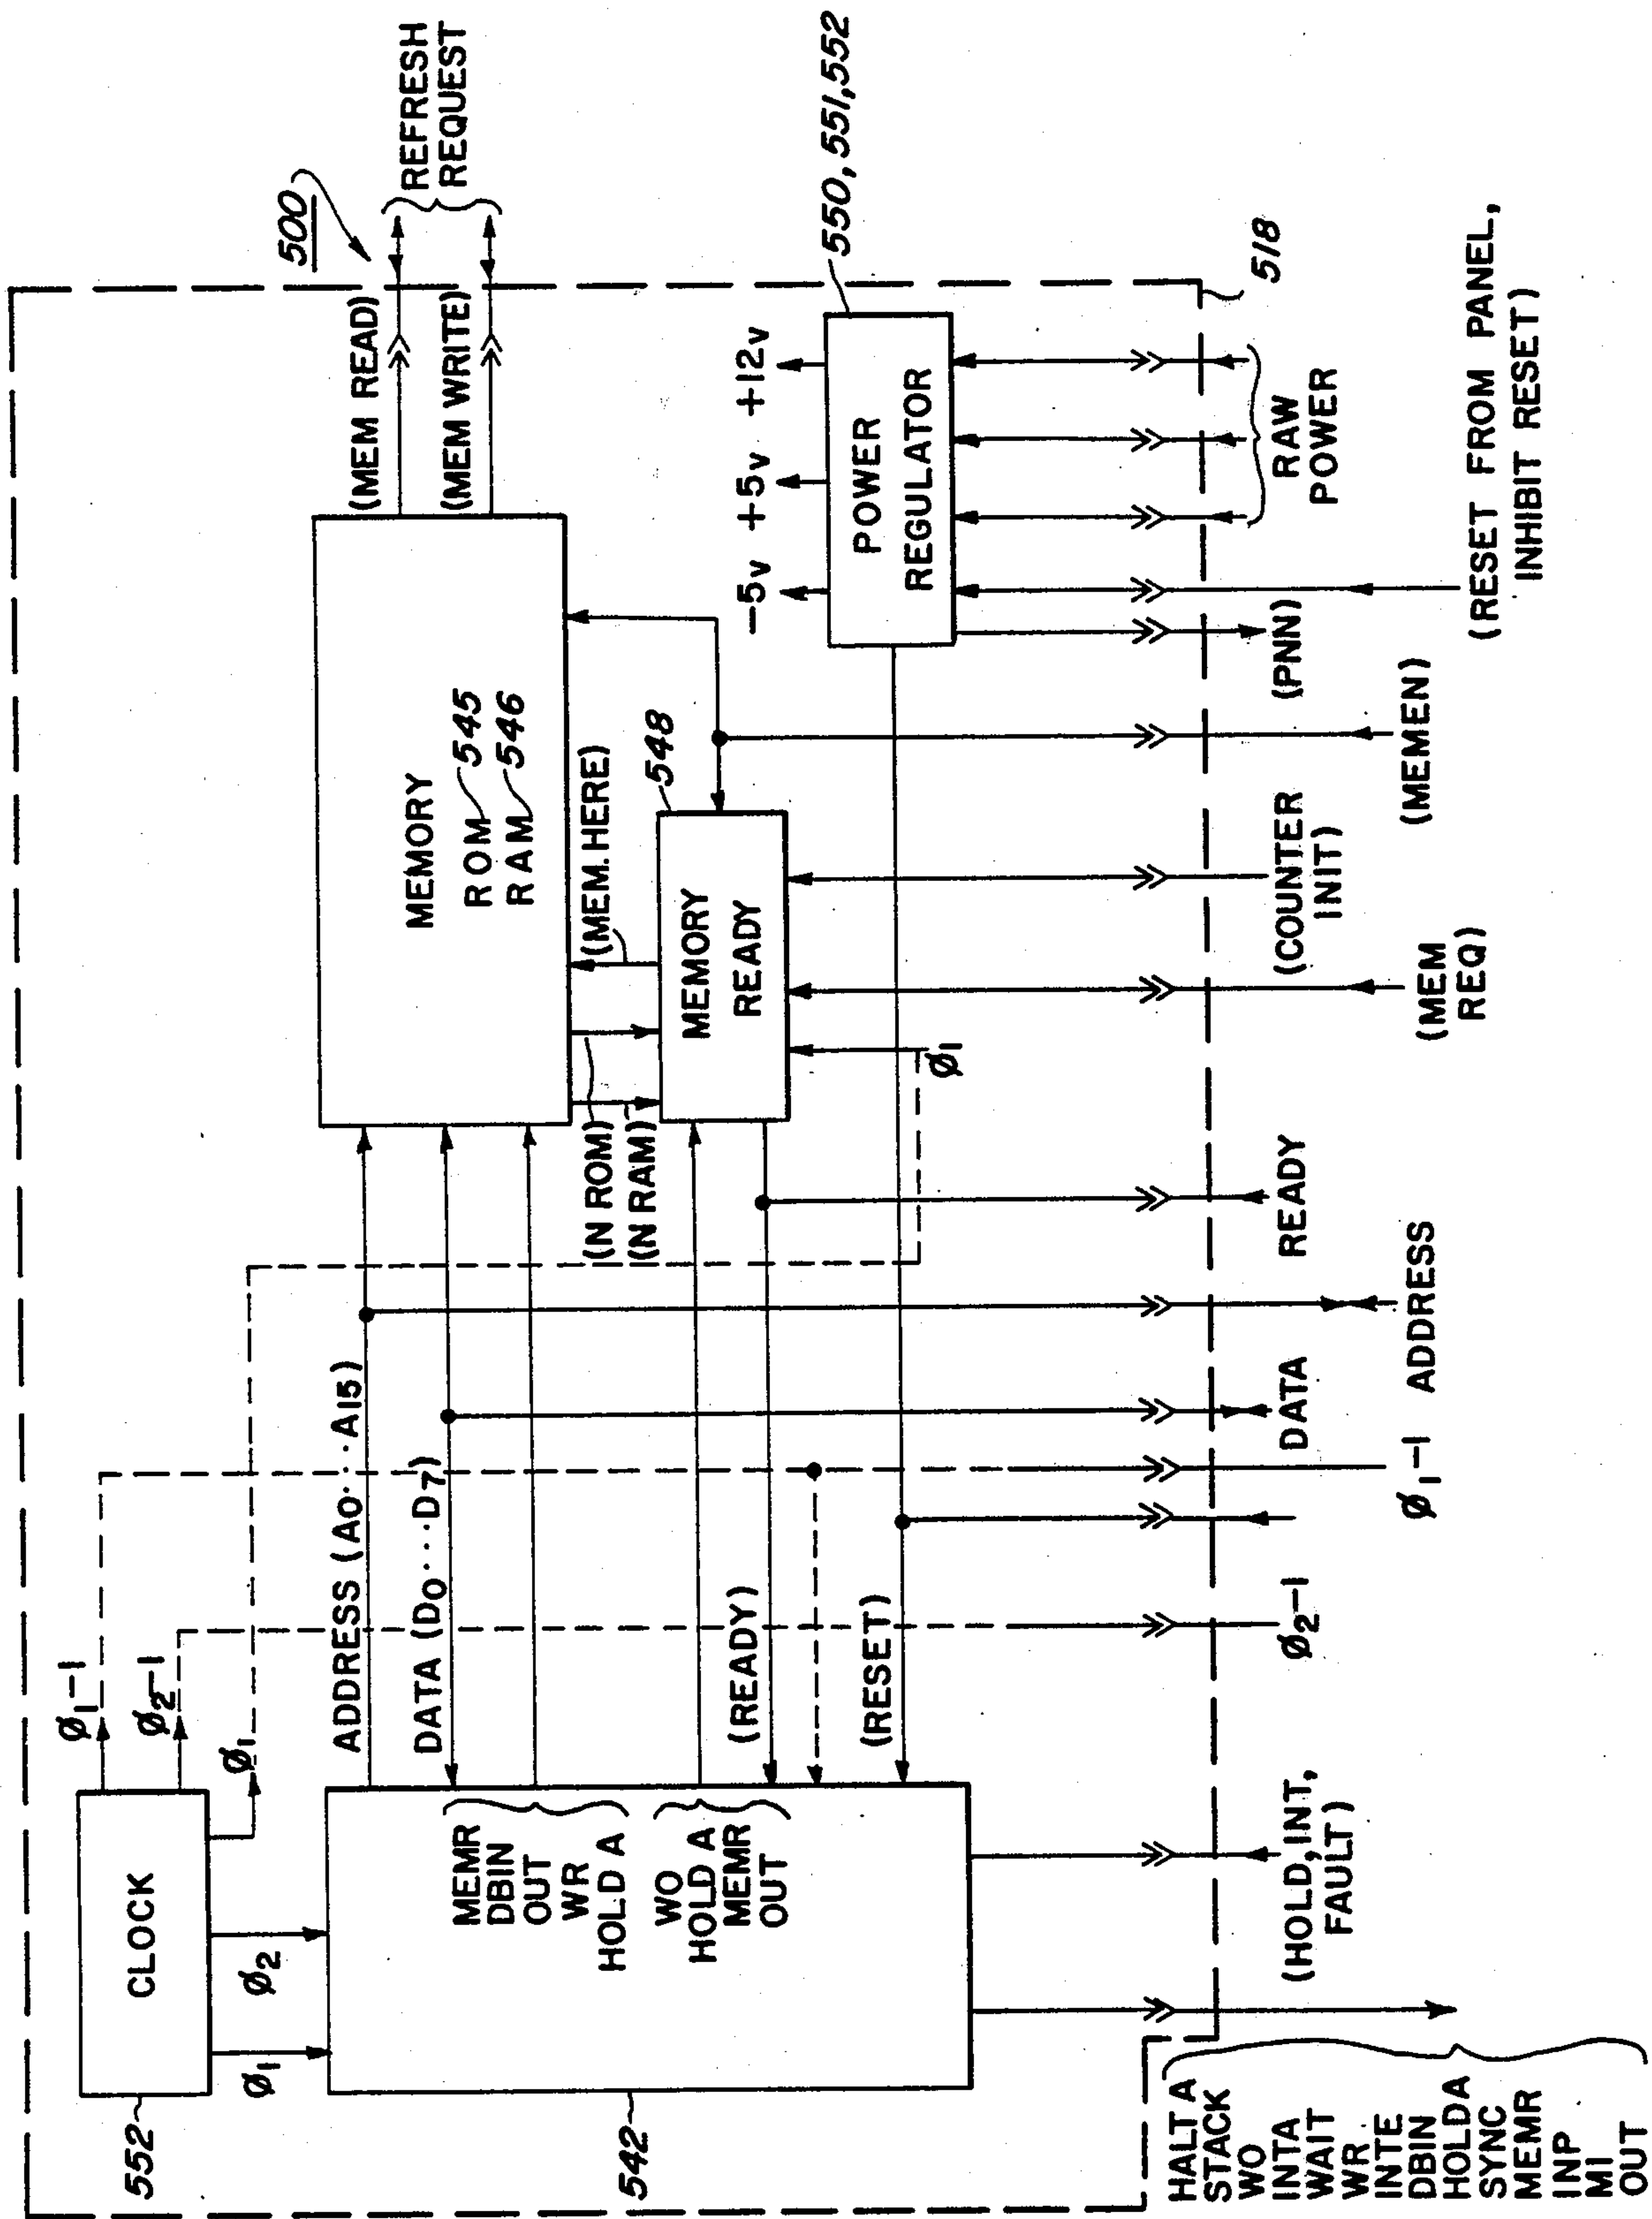 552
CLOCK
Ø1
Ø2
Ø1
Ø1-1
Ø2-1
542
MEMR
DBIN
OUT
WR
HOLD A
WO
HOLD A
MEMR
OUT
ADDRESS (A0··A15)
DATA (D0···D7)
(READY)
(RESET)
MEMORY
ROM 545
RAM 546
(MEM READ)
(MEM WRITE)
500
REFRESH
REQUEST
(N ROM)
(N RAM)
(MEM.HERE)
548
MEMORY
READY
Ø1
-5v +5v +12v
POWER
REGULATOR
550, 551, 552
518
HALT A
STACK
WO
INTA
WAIT
WR
INTE
DBIN
HOLDA
SYNC
MEMR
INP
MI
OUT
(HOLD, INT,
FAULT)
Ø2-1
Ø1-1
DATA
ADDRESS
READY
(MEM
REQ)
(COUNTER
INIT)
(MEMEN)
(PNN)
RAW
POWER
(RESET FROM PANEL,
INHIBIT RESET)